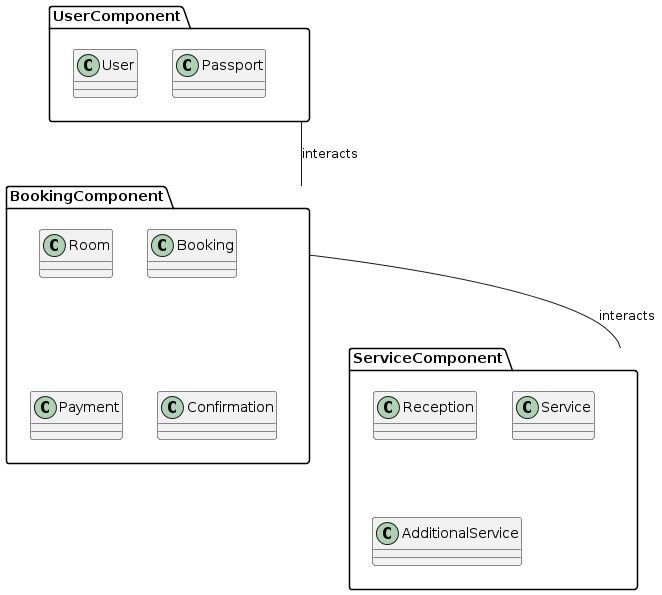 UserComponent
C User
C Passport
interacts
BookingComponent
C Room
C Booking
interacts
ServiceComponent
C Payment
C Confirmation
C Reception
C Service
C AdditionalService